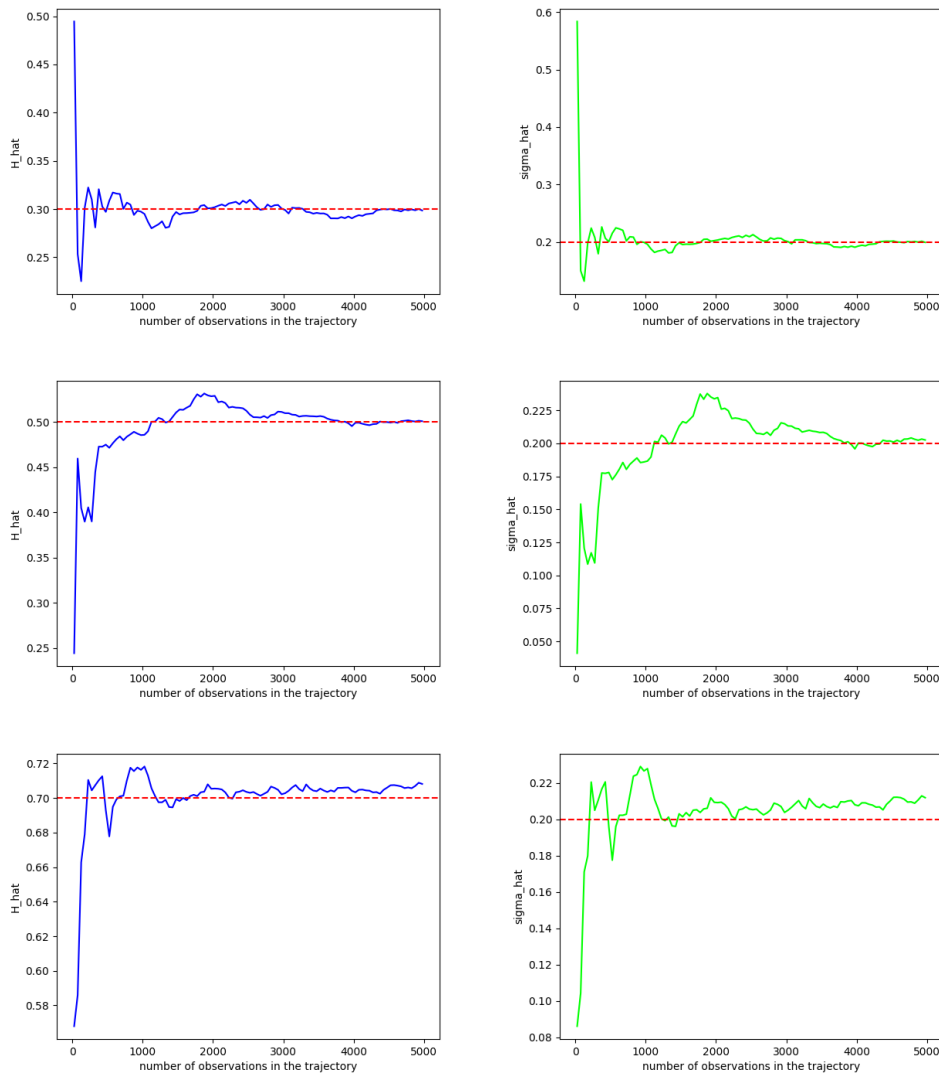 0.50
0.45
0.40
0.35
0.30
0.25
H_hat
0 1000 2000 3000 4000 5000
number of observations in the trajectory
0.6
0.5
0.4
0.3
0.2
0.1
sigma_hat
0 1000 2000 3000 4000 5000
number of observations in the trajectory
0.50
0.45
0.40
0.35
0.30
0.25
H_hat
0 1000 2000 3000 4000 5000
number of observations in the trajectory
0.225
0.200
0.175
0.150
0.125
0.100
0.075
0.050
sigma_hat
0 1000 2000 3000 4000 5000
number of observations in the trajectory
0.72
0.70
0.68
0.66
0.64
0.62
0.60
0.58
H_hat
0 1000 2000 3000 4000 5000
number of observations in the trajectory
0.22
0.20
0.18
0.16
0.14
0.12
0.10
0.08
sigma_hat
0 1000 2000 3000 4000 5000
number of observations in the trajectory